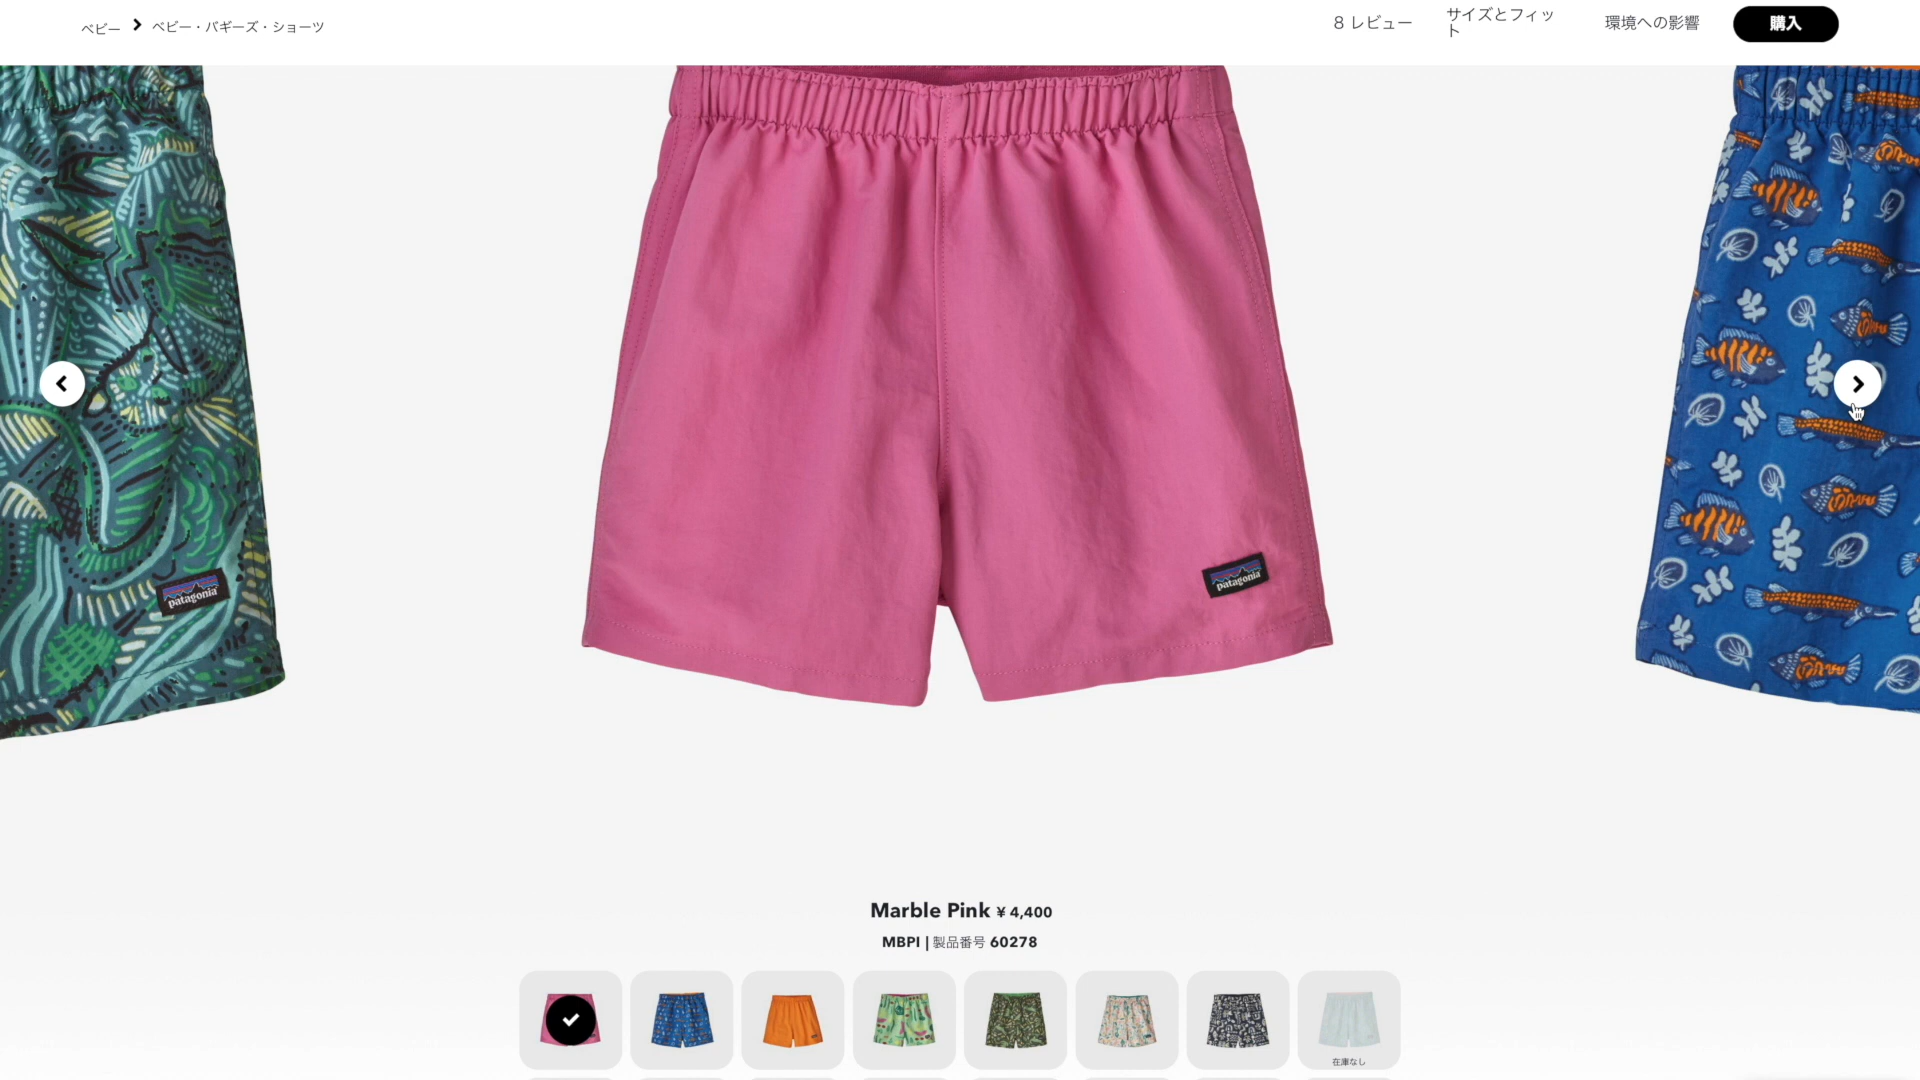 ベビー
ベビー・バギーズ・ショーツ
8 レビュー
サイズとフィッ
ト
環境への影響
購入
patagonia
patagonia
Marble Pink ¥ 4,400
MBPI | 製品番号 60278
在庫なし